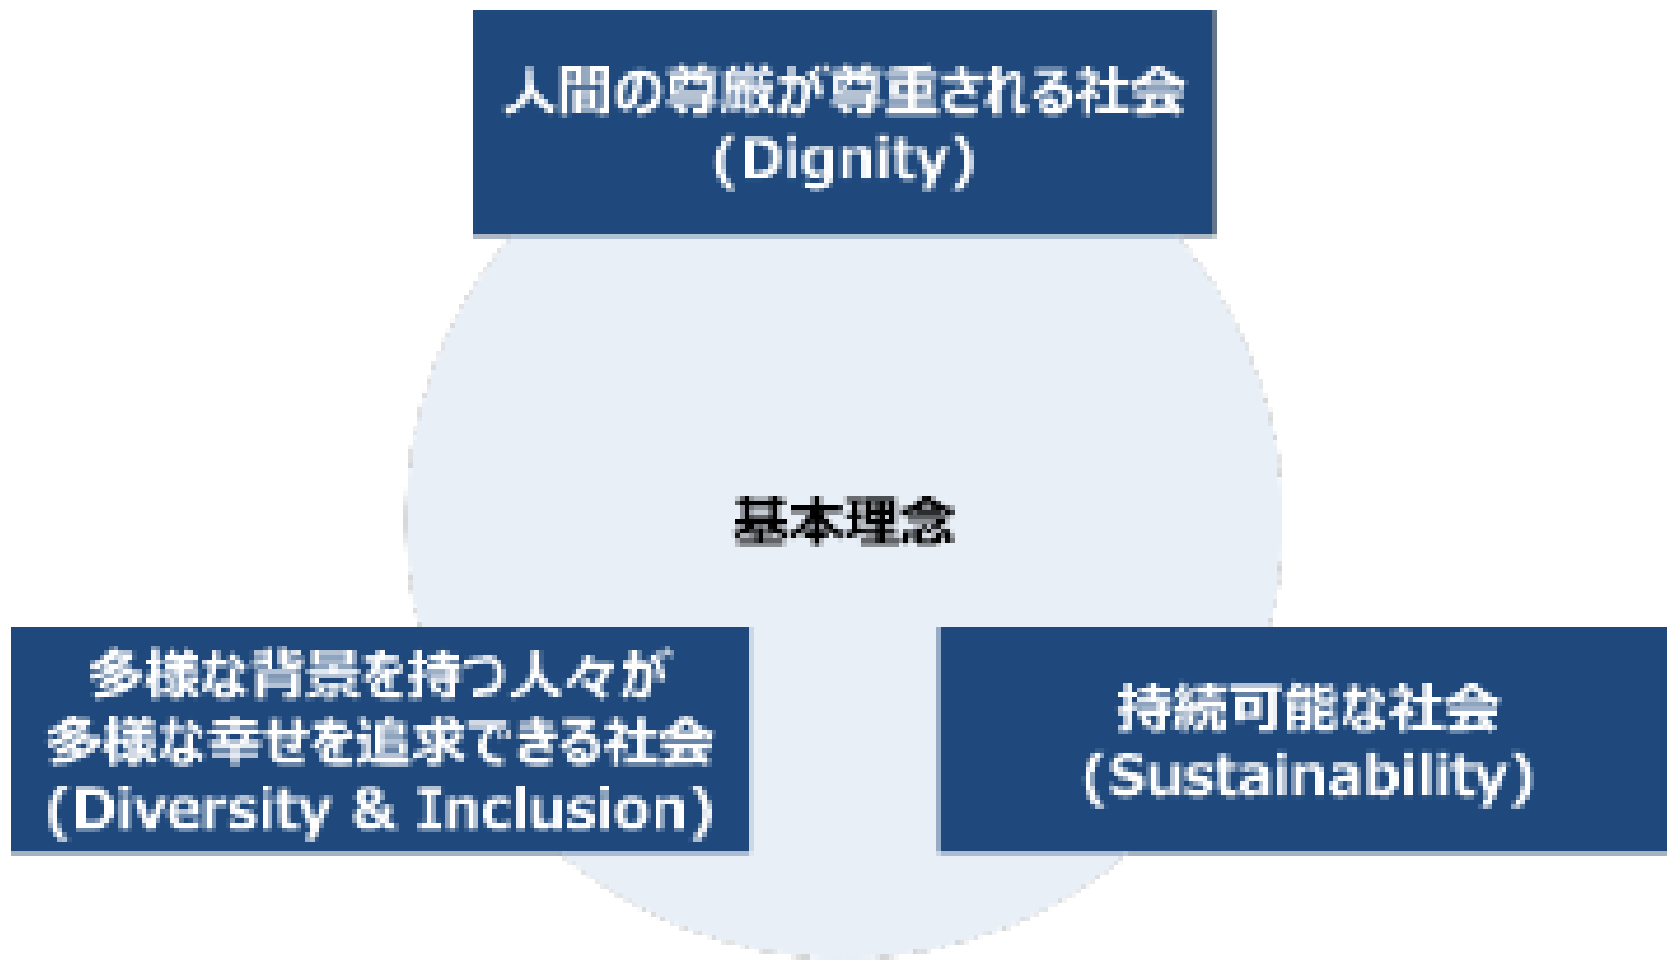 人間の尊厳が尊重される社会
(Dignity)
基本理念
多様な背景を持つ人々が
多様な幸せを追求できる社会
(Diversity & Inclusion)
持続可能な社会
(Sustainability)